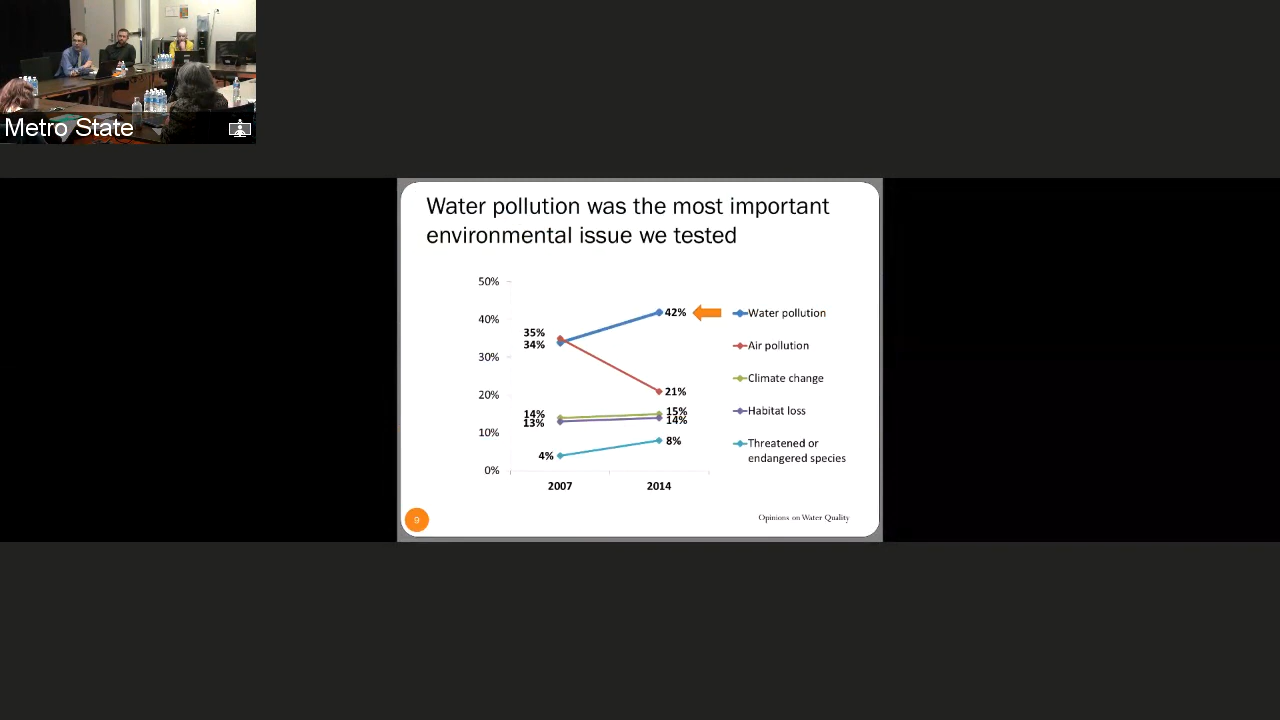 Metro State
Water pollution was the most important
environmental issue we tested
50%
40%
30%
20%
10%
0%
35%
34%
14%
13%
4%
42%
21%
15%
14%
8%
2007
2014
Water pollution
Air pollution
Climate change
Habitat loss
Threatened or
endangered species
9
Opinions on Water Quality